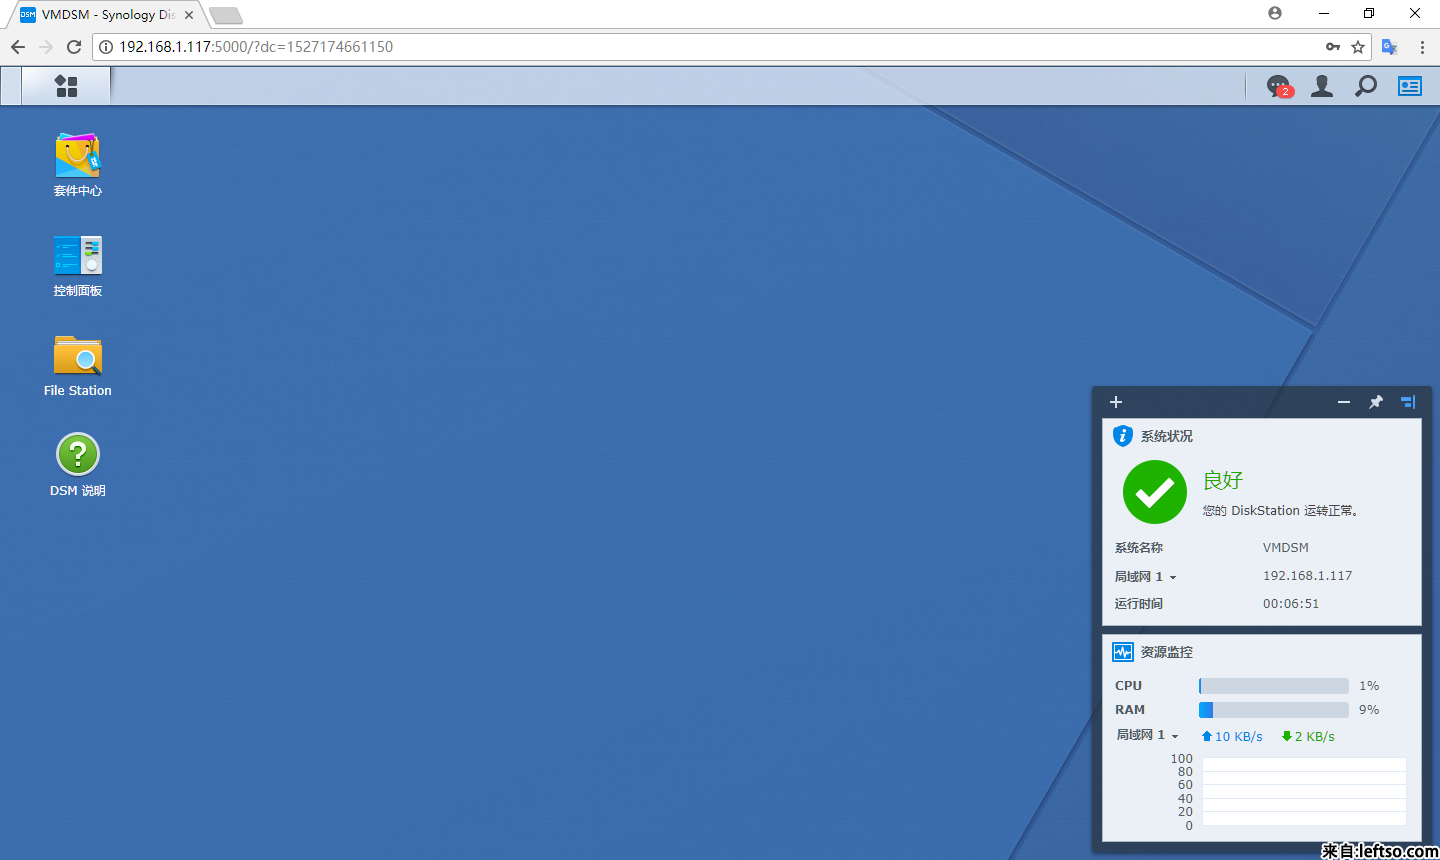 DSM VMDSM - Synology Dis
192.168.1.117:5000/?dc=1527174661150
2
套件中心
控制面板
File Station
DSM 说明
系统状况
良好
您的 DiskStation 运转正常。
系统名称 VMDSM
局域网 1 192.168.1.117
运行时间 00:06:51
资源监控
CPU 1%
RAM 9%
局域网 1 10 KB/s 2 KB/s
100
80
60
40
20
0
来自:leftso.com